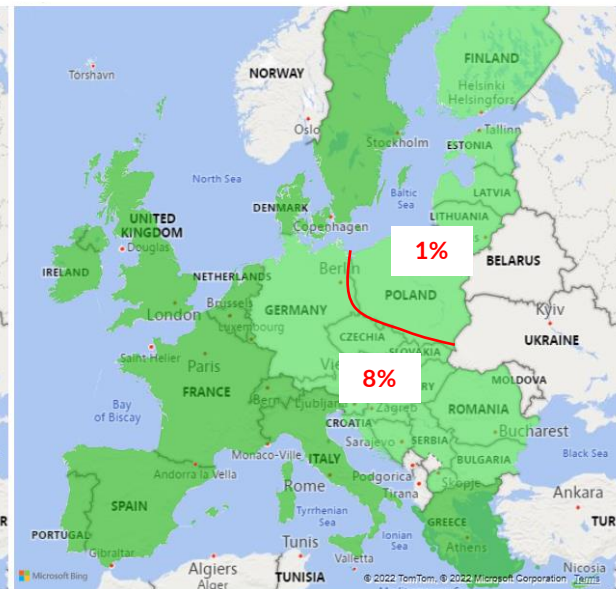 Torshavn
NORWAY
FINLAND
Helsinki
Helsingfors
Oslo
Stockholm
Tallinn
ESTONIA
North Sea
Baltic
Sea
LATVIA
DENMARK
LITHUANIA
UNITED
KINGDOM
Copenhagen
Douglas
1%
BELARUS
IRELAND
NETHERLANDS
Berlin
POLAND
London
Brussels
GERMANY
Kyiv
Luxembourg
CZECHIA
UKRAINE
Saint Helier
Paris
SLOVAKIA
8%
MOLDOVA
FRANCE
Bern
Ljublj
Zagreb
ROMANIA
Bay
of Biscay
CROATIA
Bucharest
Sarajevo
SERBIA
Monaco-Ville
ITALY
BULGARIA
Black Sea
Andorra la Vella
Podgorica
Rome
Skopje
Tirana
SPAIN
Tyrrhenian
Sea
Ankara
PORTUGAL
GREECE
TUR
Ionian
Sea
Athens
Gibraltar
Tunis
Algiers
Alger
Valletta
Nicosia
TUNISIA
Microsoft Bing
© 2022 TomTom, © 2022 Microsoft Corporation Terms